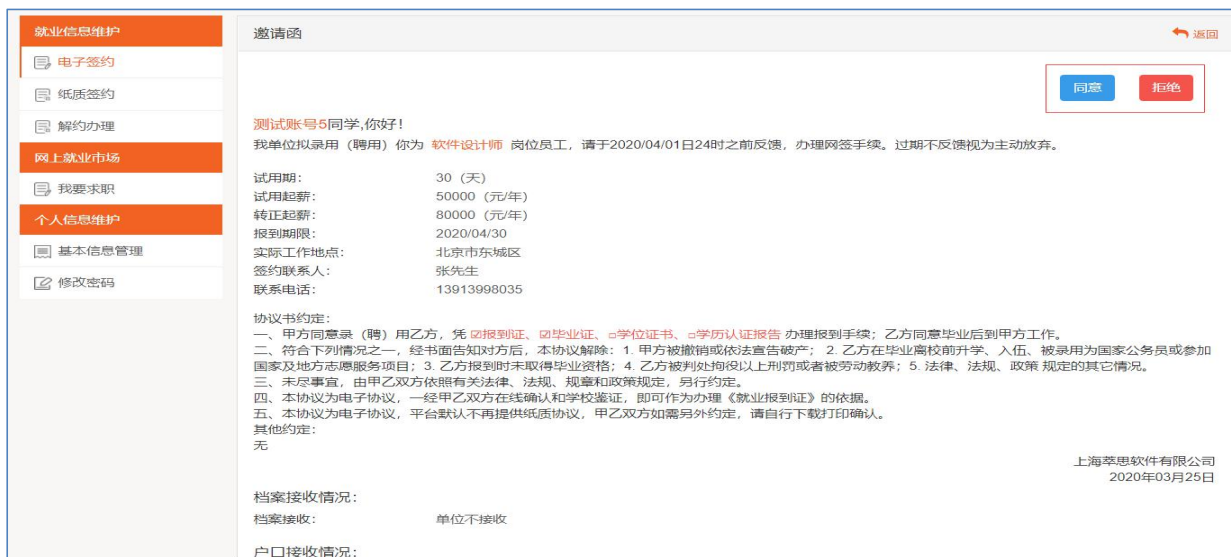 就业信息维护
电子签约
纸质签约
解约办理
网上就业市场
我要求职
个人信息维护
基本信息管理
修改密码
邀请函
返回
同意 拒绝
测试账号5同学,你好!
我单位拟录用（聘用）你为 软件设计师 岗位员工，请于2020/04/01日24时之前反馈，办理网签手续。过期不反馈视为主动放弃。
试用期： 30（天）
试用起薪： 50000（元/年）
转正起薪： 80000（元/年）
报到期限： 2020/04/30
实际工作地点： 北京市东城区
签约联系人： 张先生
联系电话： 13913998035
协议书约定：
一、甲方同意录（聘）用乙方，凭 ☑报到证、☑毕业证、□学位证书、□学历认证报告 办理报到手续；乙方同意毕业后到甲方工作。
二、符合下列情况之一，经书面告知对方后，本协议解除：1. 甲方被撤销或依法宣告破产； 2. 乙方在毕业离校前升学、入伍、被录用为国家公务员或参加
国家及地方志愿服务项目；3. 乙方报到时未取得毕业资格；4. 乙方被判处拘役以上刑罚或者被劳动教养；5. 法律、法规、政策 规定的其它情况。
三、未尽事宜，由甲乙双方依照有关法律、法规、规章和政策规定，另行约定。
四、本协议为电子协议，一经甲乙双方在线确认和学校鉴证，即可作为办理《就业报到证》的依据。
五、本协议为电子协议，平台默认不再提供纸质协议，甲乙双方如需另外约定，请自行下载打印确认。
其他约定：
无
上海萃思软件有限公司
2020年03月25日
档案接收情况：
档案接收： 单位不接收
户口接收情况：